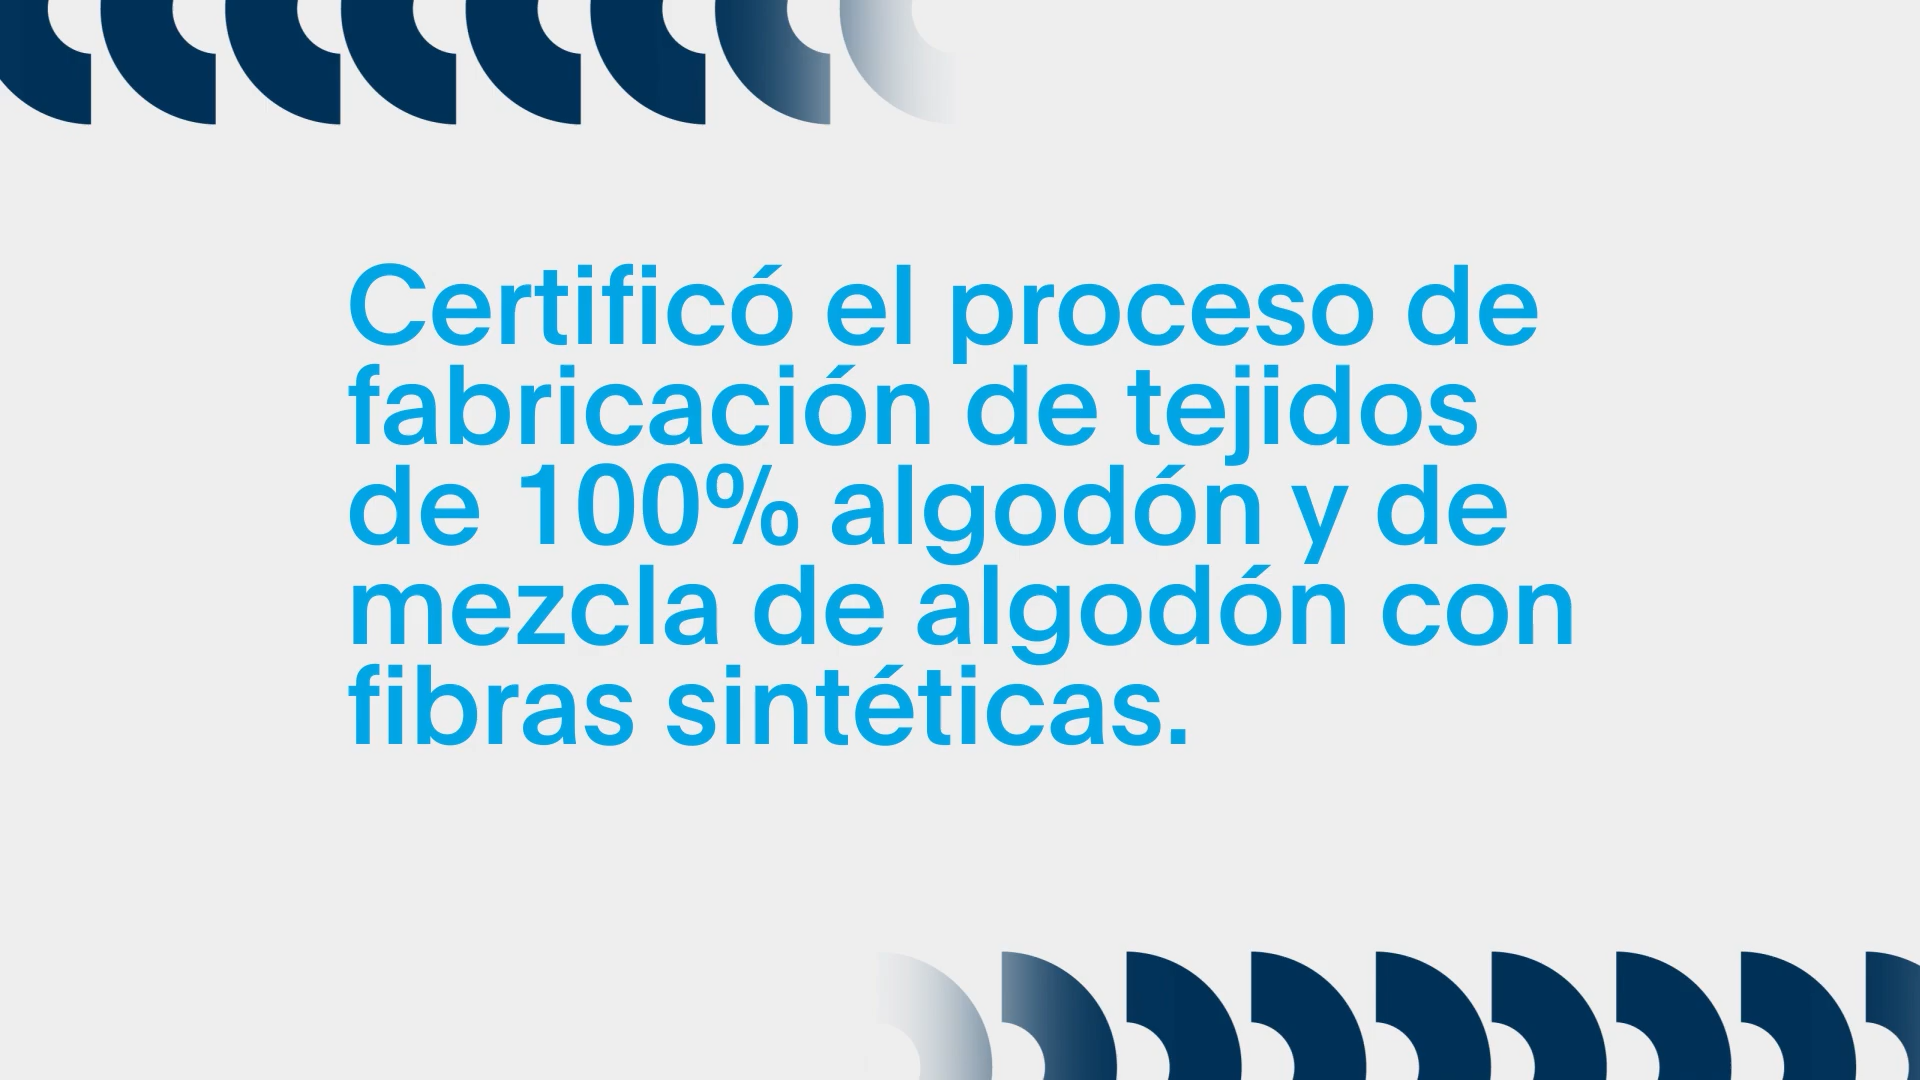 Certificó el proceso de
fabricación de tejidos
de 100% algodón y de
mezcla de algodón con
fibras sintéticas.